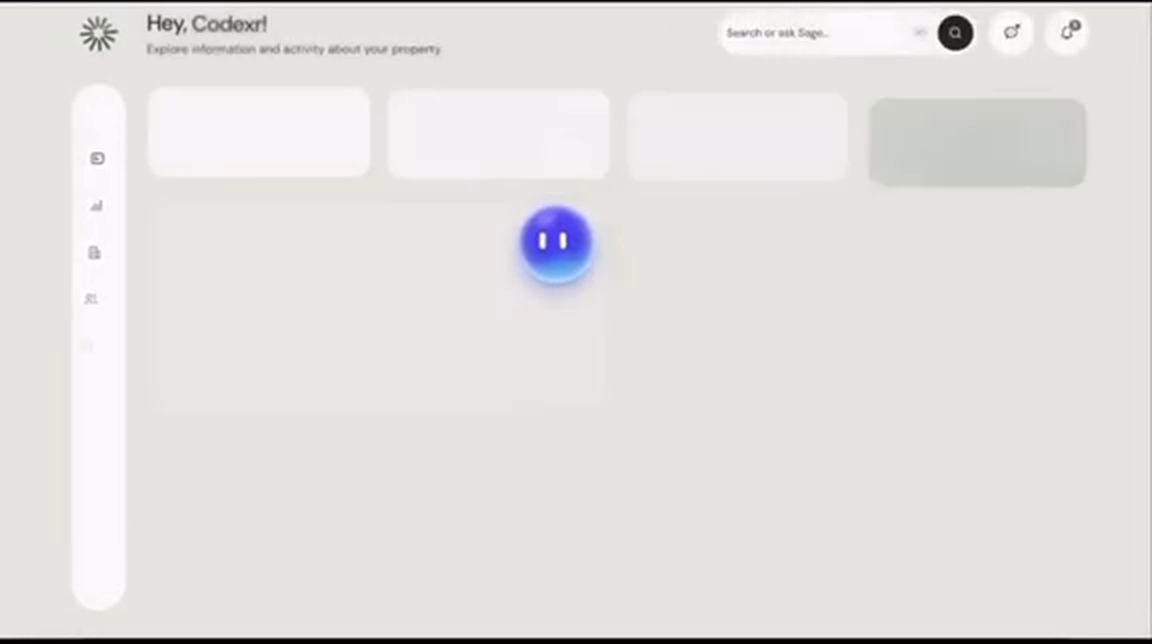 Hey, Codexr!
Explore information and activity about your property
Search or ask Sage...